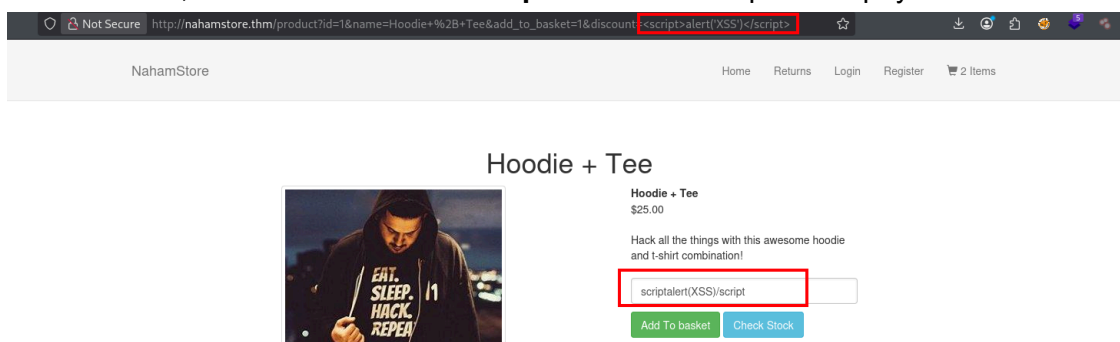 Not Secure http://nahamstore.thm/product?id=1&name=Hoodie+%2B+Tee&add_to_basket=1&discount=<script>alert('XSS')</script> 5
NahamStore Home Returns Login Register 2 Items
Hoodie + Tee
Hoodie + Tee
$25.00
Hack all the things with this awesome hoodie
and t-shirt combination!
EAT.
SLEEP.
HACK.
REPEAT
scriptalert(XSS)/script
Add To basket Check Stock